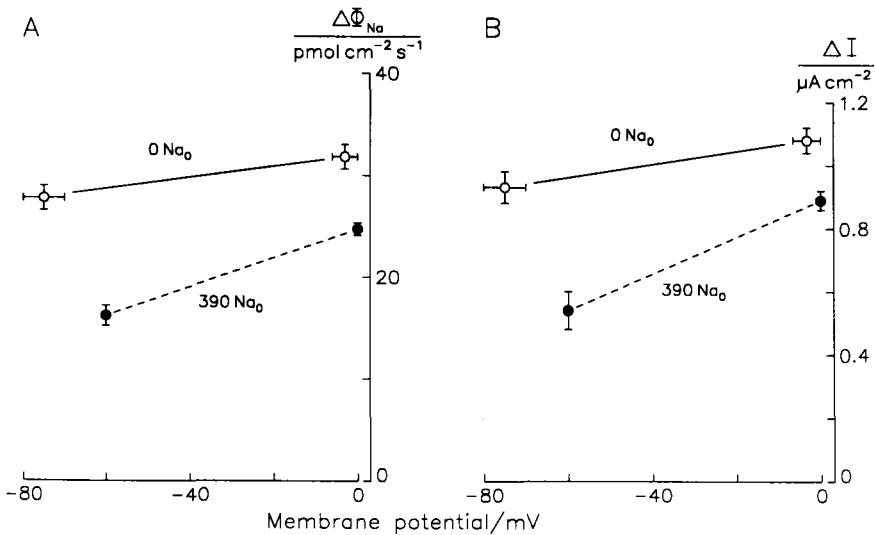 A
ΔΦ_Na
pmol cm⁻² s⁻¹
40
20
0
0 Na₀
390 Na₀
-80
-40
0
B
Δ I
μA cm⁻²
1.2
0.8
0.4
0
0 Na₀
390 Na₀
-80
-40
0
Membrane potential/mV